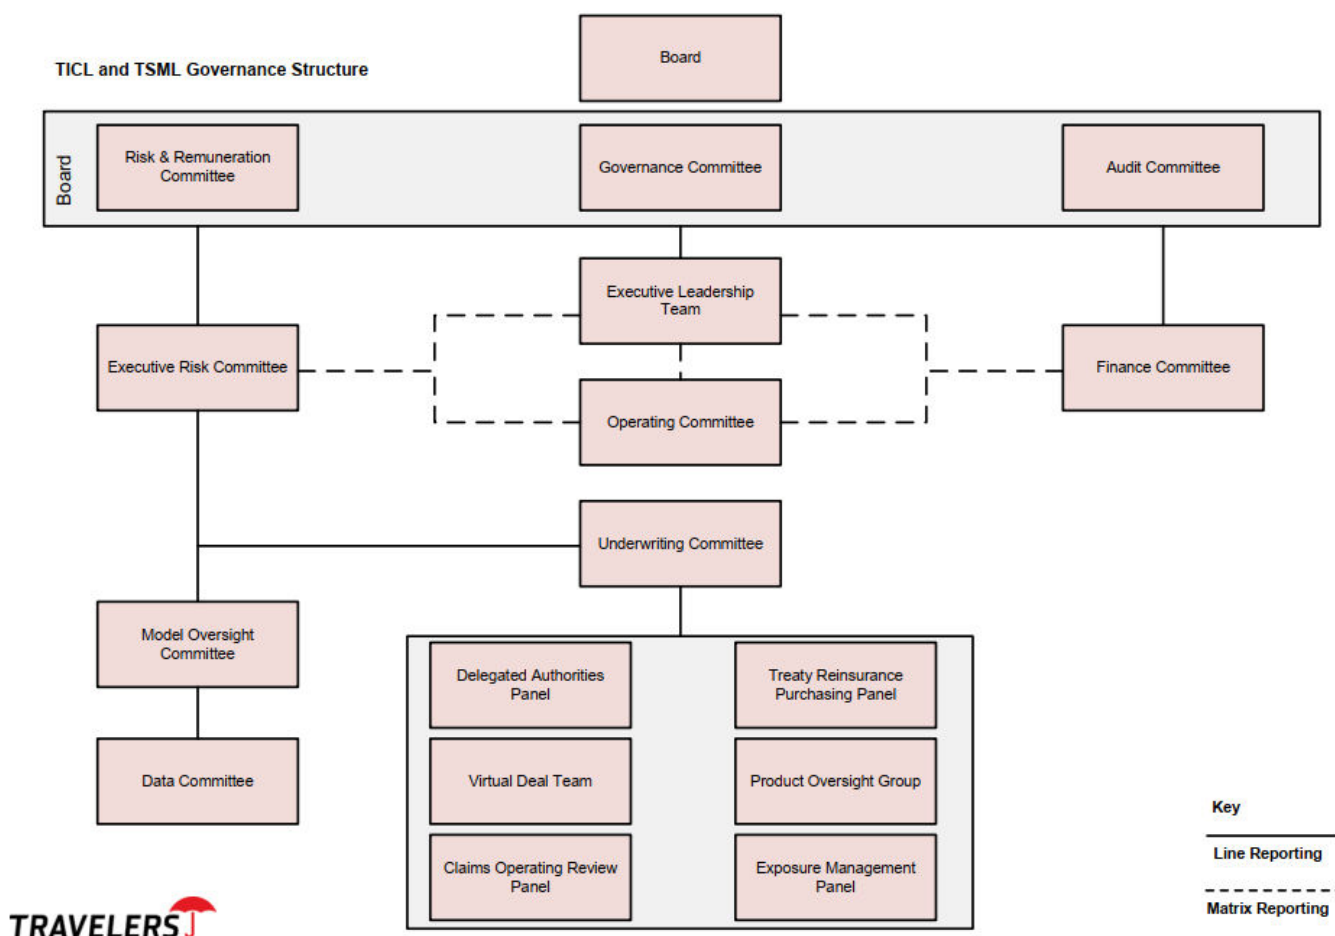 TICL and TSML Governance Structure
Board
Board
Risk & Remuneration
Committee
Governance Committee
Audit Committee
Executive Leadership
Team
Executive Risk Committee
Finance Committee
Operating Committee
Underwriting Committee
Model Oversight
Committee
Data Committee
Delegated Authorities
Panel
Treaty Reinsurance
Purchasing Panel
Virtual Deal Team
Product Oversight Group
Claims Operating Review
Panel
Exposure Management
Panel
Key
Line Reporting
Matrix Reporting
TRAVELERS